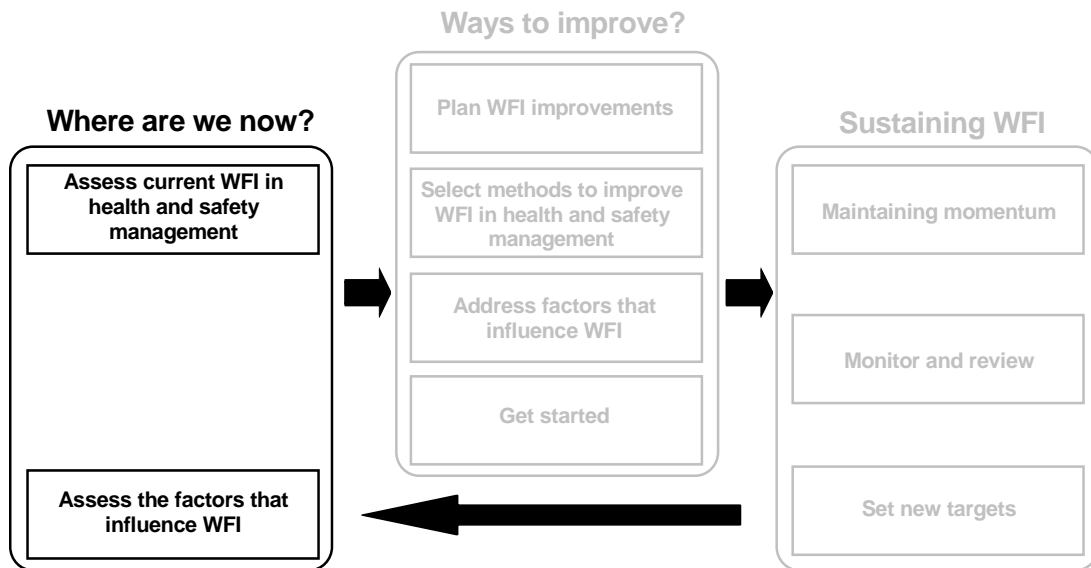 Where are we now?
Assess current WFI in
health and safety
management
Assess the factors that
influence WFI
Ways to improve?
Plan WFI improvements
Select methods to improve
WFI in health and safety
management
Address factors that
influence WFI
Get started
Sustaining WFI
Maintaining momentum
Monitor and review
Set new targets